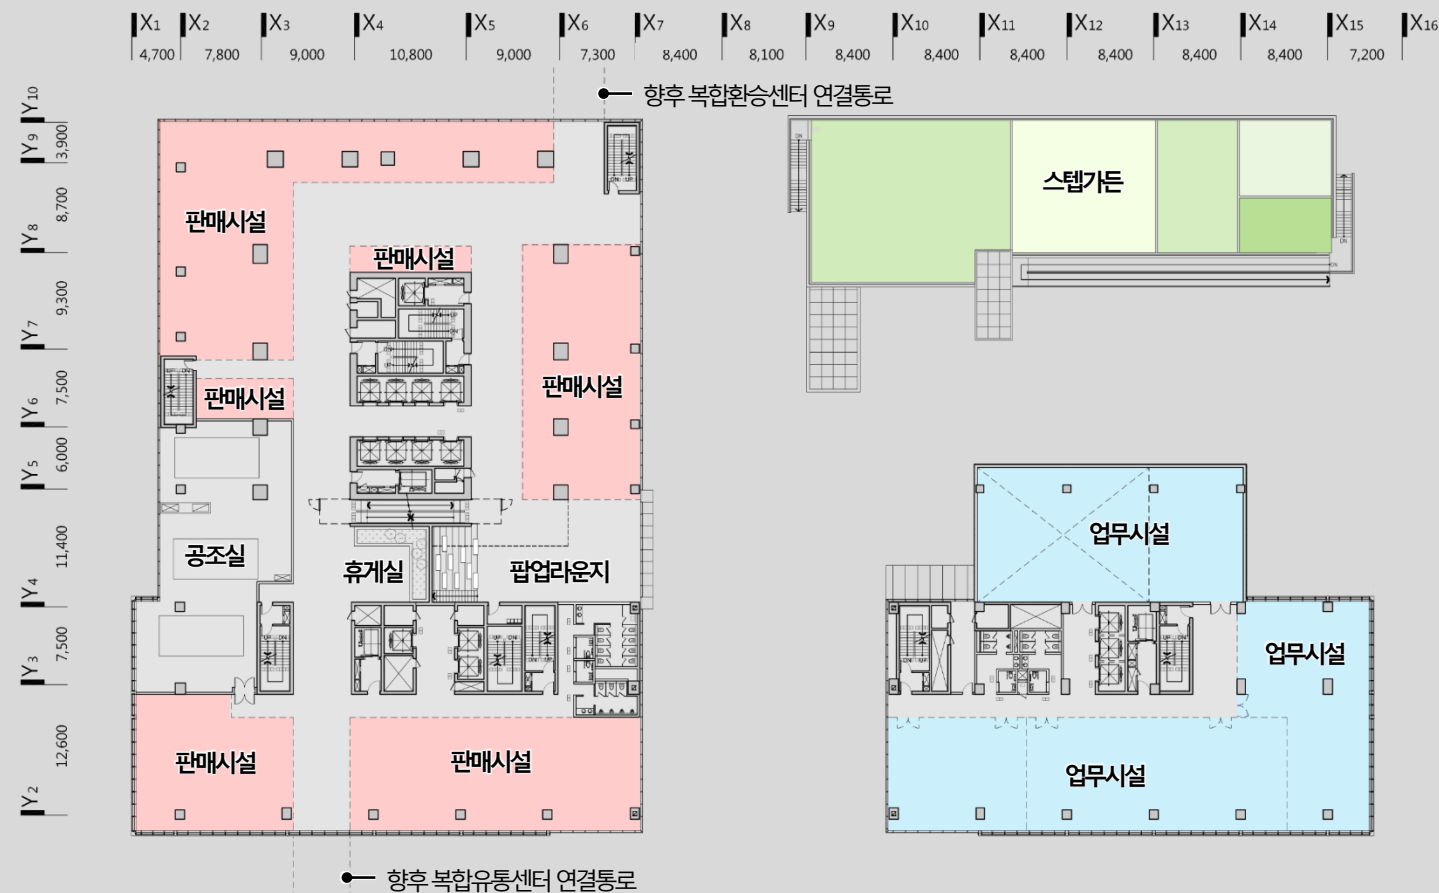 X1 X2 X3 X4 X5 X6 X7 X8 X9 X10 X11 X12 X13 X14 X15 X16
4,700 7,800 9,000 10,800 9,000 7,300 8,400 8,100 8,400 8,400 8,400 8,400 8,400 8,400 7,200
향후 복합환승센터 연결통로
Y10
3,900
Y9
8,700
Y8
9,300
Y7
7,500
Y6
6,000
Y5
11,400
Y4
7,500
Y3
12,600
Y2
스텝가든
판매시설
판매시설
판매시설
판매시설
업무시설
공조실
휴게실
팝업라운지
업무시설
판매시설
판매시설
업무시설
향후 복합유통센터 연결통로